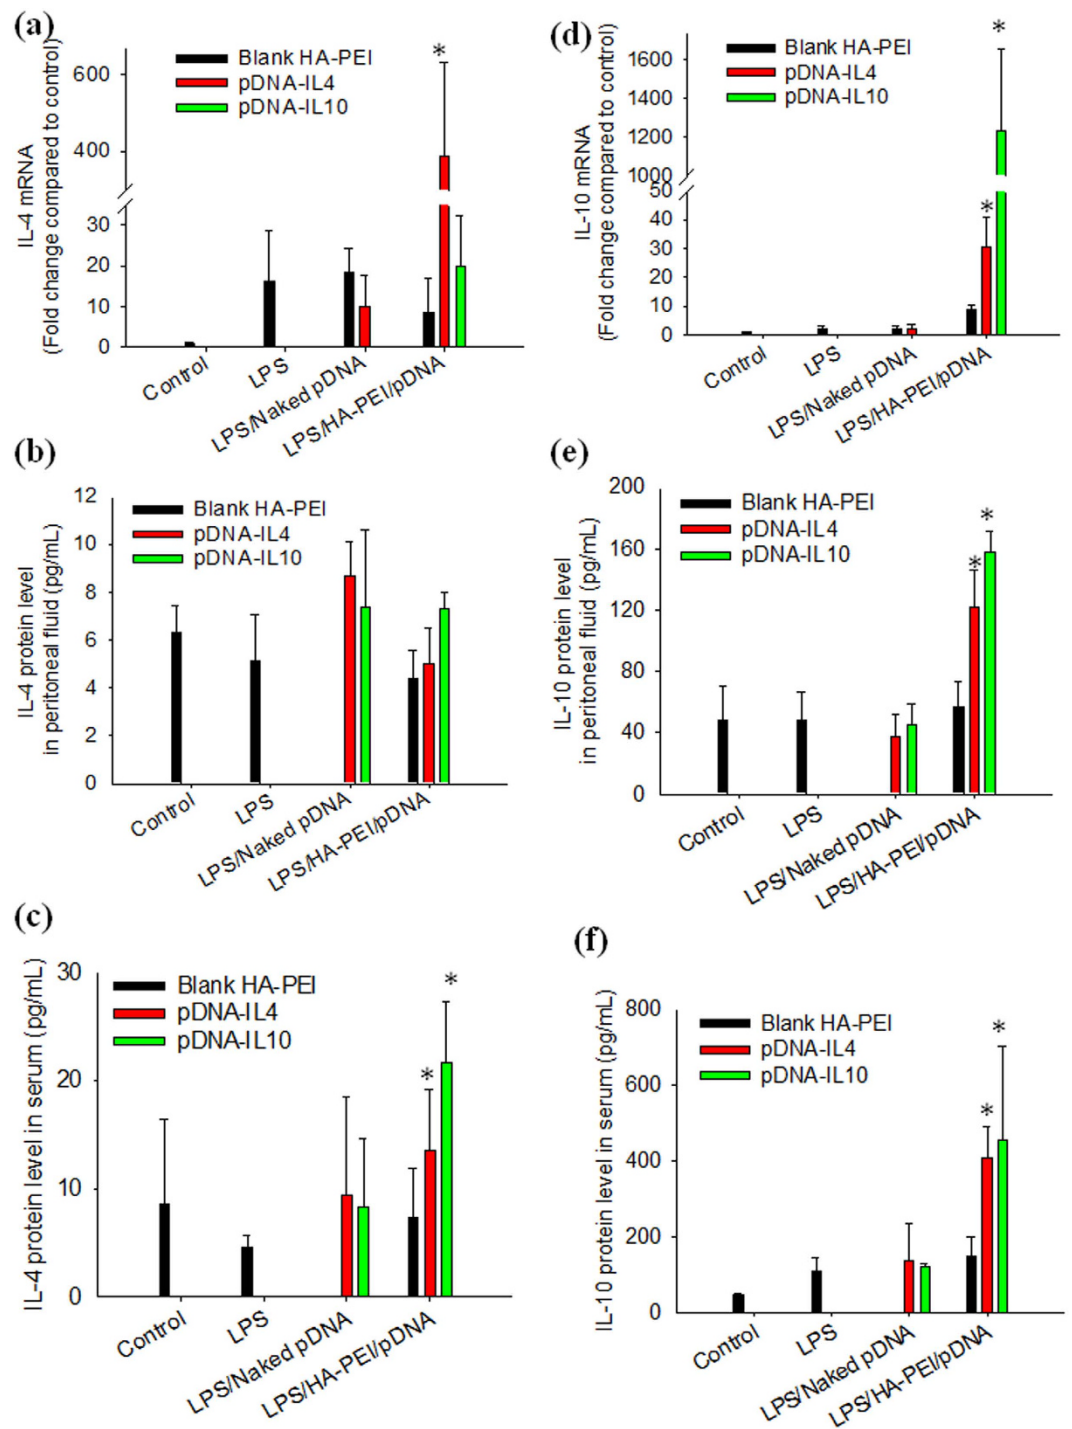 (a)
IL-4 mRNA
(Fold change compared to control)
Blank HA-PEI
pDNA-IL4
pDNA-IL10
600
400
30
20
10
0
*
Control
LPS
LPS/Naked pDNA
LPS/HA-PEI/pDNA
(d)
IL-10 mRNA
(Fold change compared to control)
Blank HA-PEI
pDNA-IL4
pDNA-IL10
1600
1400
1200
1000
50
40
30
20
10
0
*
*
Control
LPS
LPS/Naked pDNA
LPS/HA-PEI/pDNA
(b)
IL-4 protein level
in peritoneal fluid (pg/mL)
Blank HA-PEI
pDNA-IL4
pDNA-IL10
12
10
8
6
4
2
0
Control
LPS
LPS/Naked pDNA
LPS/HA-PEI/pDNA
(e)
IL-10 protein level
in peritoneal fluid (pg/mL)
Blank HA-PEI
pDNA-IL4
pDNA-IL10
200
160
120
80
40
0
*
*
Control
LPS
LPS/Naked pDNA
LPS/HA-PEI/pDNA
(c)
IL-4 protein level in serum (pg/mL)
Blank HA-PEI
pDNA-IL4
pDNA-IL10
30
20
10
0
*
*
Control
LPS
LPS/Naked pDNA
LPS/HA-PEI/pDNA
(f)
IL-10 protein level in serum (pg/mL)
Blank HA-PEI
pDNA-IL4
pDNA-IL10
800
600
400
200
0
*
*
Control
LPS
LPS/Naked pDNA
LPS/HA-PEI/pDNA